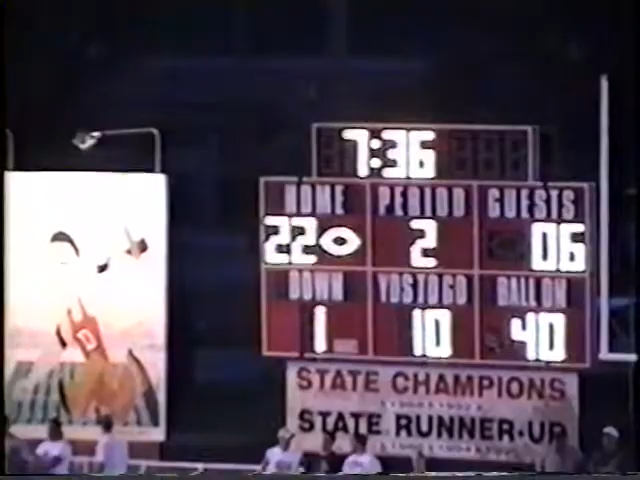 7:36
HOME PERIOD GUESTS
22 2 06
DOWN YDS TO GO BALL ON
1 10 40
STATE CHAMPIONS
STATE RUNNER-UP